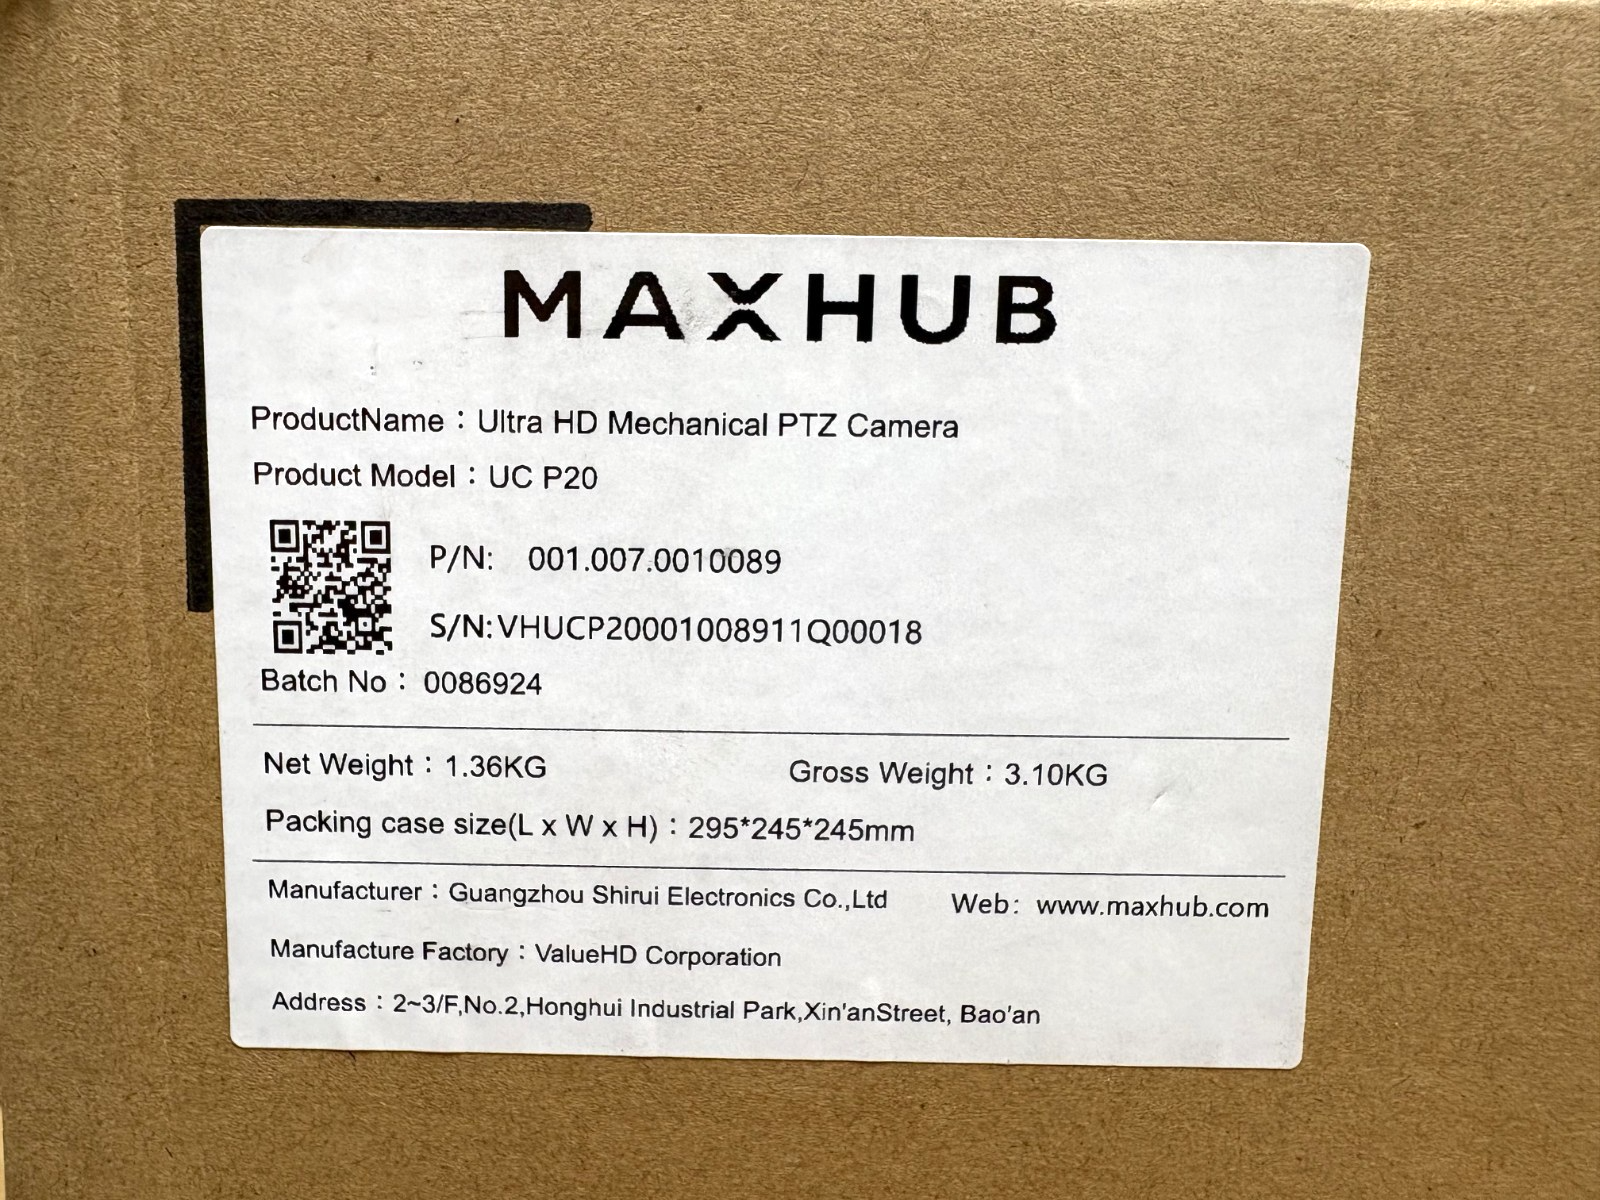 MAXHUB
ProductName：Ultra HD Mechanical PTZ Camera
Product Model：UC P20
P/N: 001.007.0010089
S/N:VHUCP20001008911Q00018
Batch No：0086924
Net Weight：1.36KG Gross Weight：3.10KG
Packing case size(L x W x H)：295*245*245mm
Manufacturer：Guangzhou Shirui Electronics Co.,Ltd Web: www.maxhub.com
Manufacture Factory：ValueHD Corporation
Address：2~3/F,No.2,Honghui Industrial Park,Xin'anStreet, Bao'an